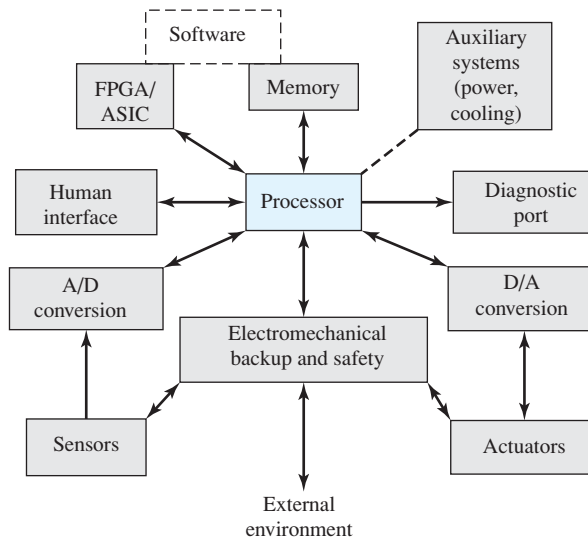 Software
Auxiliary
systems
(power,
cooling)
FPGA/
ASIC
Memory
Human
interface
Processor
Diagnostic
port
A/D
conversion
D/A
conversion
Electromechanical
backup and safety
Sensors
Actuators
External
environment